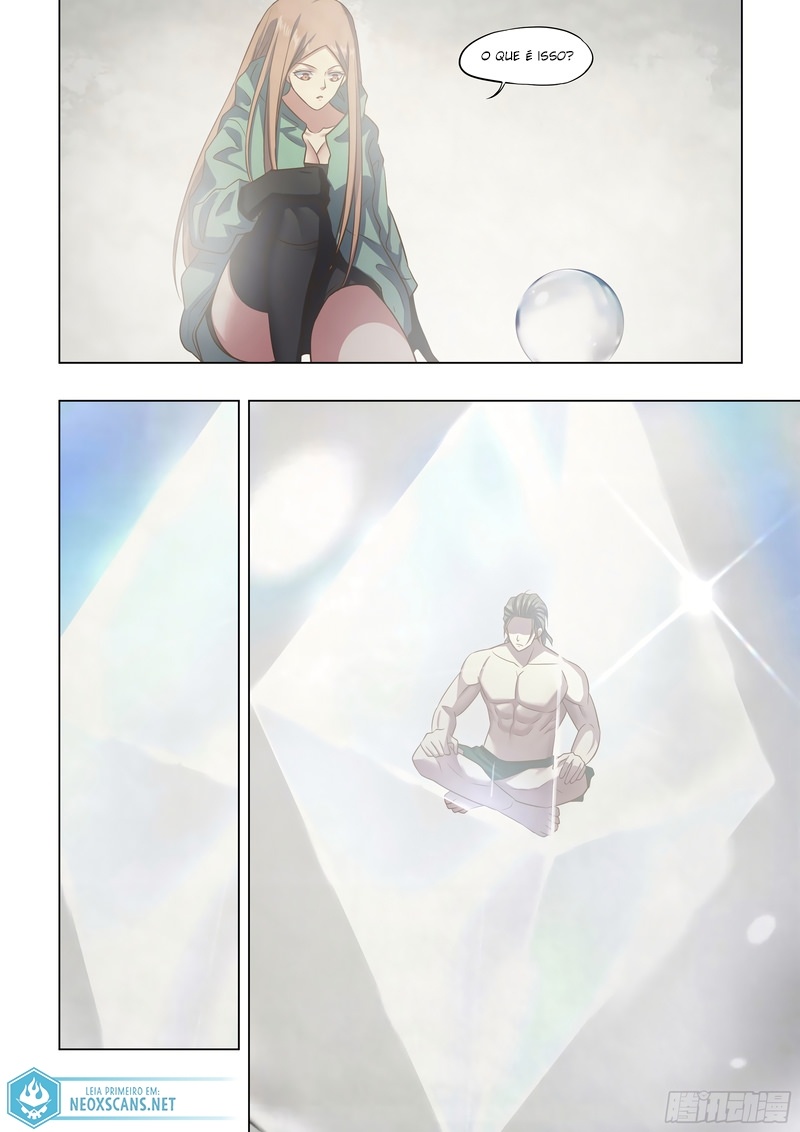 O QUE É ISSO?
LEIA PRIMEIRO EM:
NEOXSCANS.NET
腾讯动漫